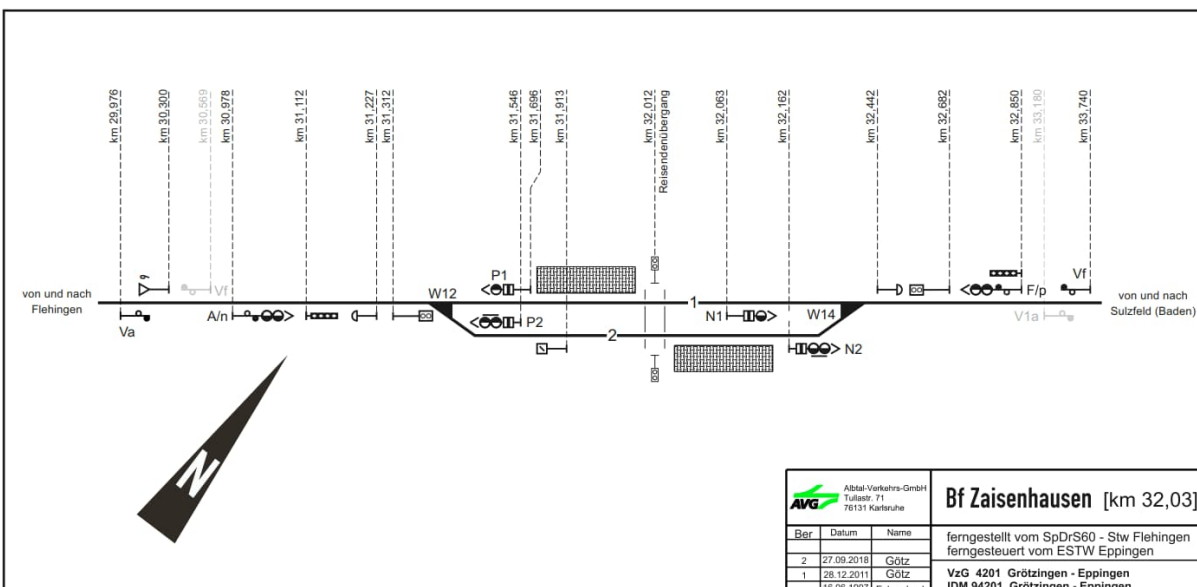 km 29,976
km 30,300
km 30,569
km 30,978
km 31,112
km 31,227
km 31,312
km 31,546
km 31,696
km 31,913
km 32,012
Reisendenübergang
km 32,063
km 32,162
km 32,442
km 32,682
km 32,850
km 33,180
km 33,740
9
Vf
P1
F/p
Vf
von und nach
Flehingen
W12
1
von und nach
Sulzfeld (Baden)
Va
A/n
P2
N1
W14
V1a
2
N2
N
AVG
Albtal-Verkehrs-GmbH
Tullastr. 71
76131 Karlsruhe
Bf Zaisenhausen [km 32,03]
Ber Datum Name
ferngestellt vom SpDrS60 - Stw Flehingen
ferngesteuert vom ESTW Eppingen
2 27.09.2018 Götz
1 28.12.2011 Götz
VzG 4201 Grötzingen - Eppingen
IDM 94201 Grötzingen - Eppingen